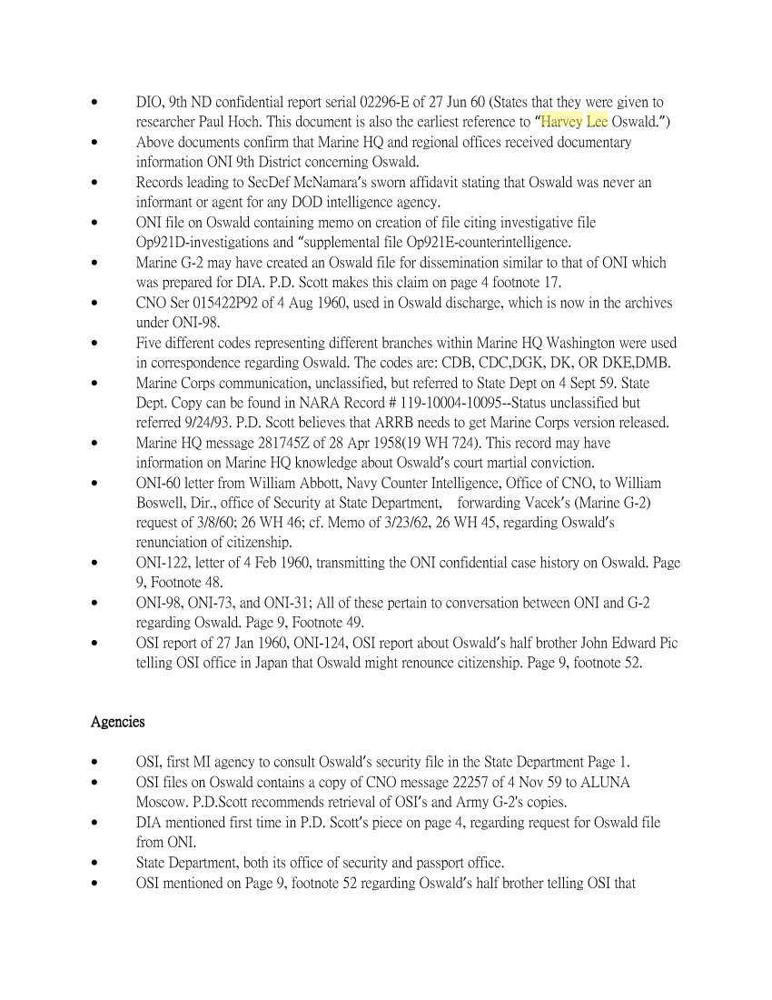 • DIO, 9th ND confidential report serial 02296-E of 27 Jun 60 (States that they were given to
researcher Paul Hoch. This document is also the earliest reference to “Harvey Lee Oswald.”)
• Above documents confirm that Marine HQ and regional offices received documentary
information ONI 9th District concerning Oswald.
• Records leading to SecDef McNamara’s sworn affidavit stating that Oswald was never an
informant or agent for any DOD intelligence agency.
• ONI file on Oswald containing memo on creation of file citing investigative file
Op921D-investigations and “supplemental file Op921E-counterintelligence.
• Marine G-2 may have created an Oswald file for dissemination similar to that of ONI which
was prepared for DIA. P.D. Scott makes this claim on page 4 footnote 17.
• CNO Ser 015422P92 of 4 Aug 1960, used in Oswald discharge, which is now in the archives
under ONI-98.
• Five different codes representing different branches within Marine HQ Washington were used
in correspondence regarding Oswald. The codes are: CDB, CDC,DGK, DK, OR DKE,DMB.
• Marine Corps communication, unclassified, but referred to State Dept on 4 Sept 59. State
Dept. Copy can be found in NARA Record # 119-10004-10095--Status unclassified but
referred 9/24/93. P.D. Scott believes that ARRB needs to get Marine Corps version released.
• Marine HQ message 281745Z of 28 Apr 1958(19 WH 724). This record may have
information on Marine HQ knowledge about Oswald’s court martial conviction.
• ONI-60 letter from William Abbott, Navy Counter Intelligence, Office of CNO, to William
Boswell, Dir., office of Security at State Department, forwarding Vacek’s (Marine G-2)
request of 3/8/60; 26 WH 46; cf. Memo of 3/23/62, 26 WH 45, regarding Oswald’s
renunciation of citizenship.
• ONI-122, letter of 4 Feb 1960, transmitting the ONI confidential case history on Oswald. Page
9, Footnote 48.
• ONI-98, ONI-73, and ONI-31; All of these pertain to conversation between ONI and G-2
regarding Oswald. Page 9, Footnote 49.
• OSI report of 27 Jan 1960, ONI-124, OSI report about Oswald’s half brother John Edward Pic
telling OSI office in Japan that Oswald might renounce citizenship. Page 9, footnote 52.
Agencies
• OSI, first MI agency to consult Oswald’s security file in the State Department Page 1.
• OSI files on Oswald contains a copy of CNO message 22257 of 4 Nov 59 to ALUNA
Moscow. P.D.Scott recommends retrieval of OSI’s and Army G-2's copies.
• DIA mentioned first time in P.D. Scott’s piece on page 4, regarding request for Oswald file
from ONI.
• State Department, both its office of security and passport office.
• OSI mentioned on Page 9, footnote 52 regarding Oswald’s half brother telling OSI that